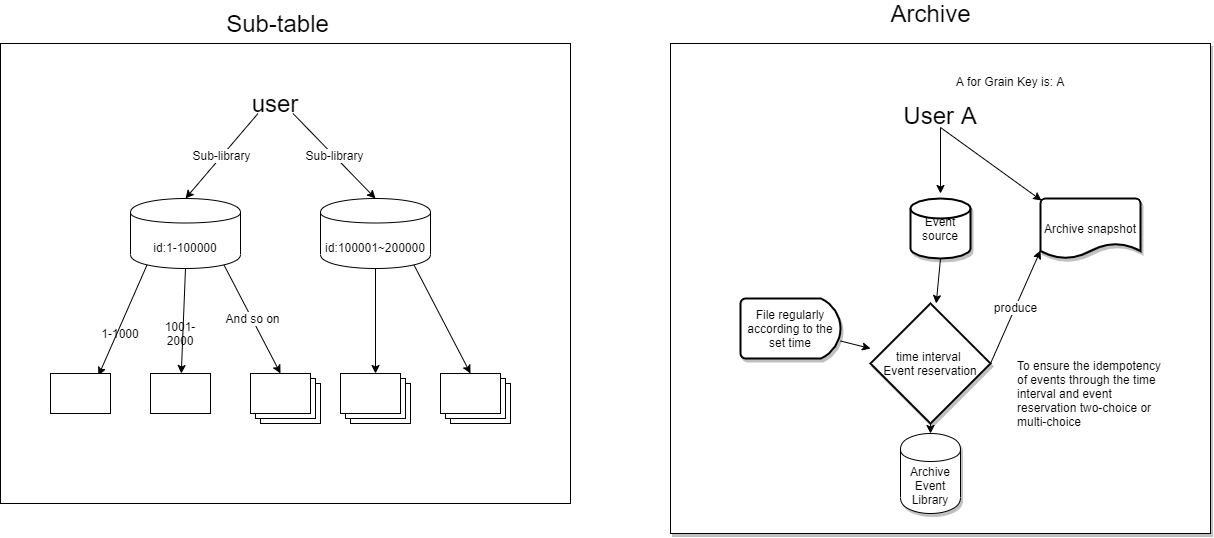 Sub-table
user
Sub-library
Sub-library
id:1-100000
id:100001~200000
1-1000
1001-
2000
And so on
Archive
A for Grain Key is: A
User A
Event
source
Archive snapshot
File regularly
according to the
set time
produce
time interval
Event reservation
To ensure the idempotency
of events through the time
interval and event
reservation two-choice or
multi-choice
Archive
Event
Library